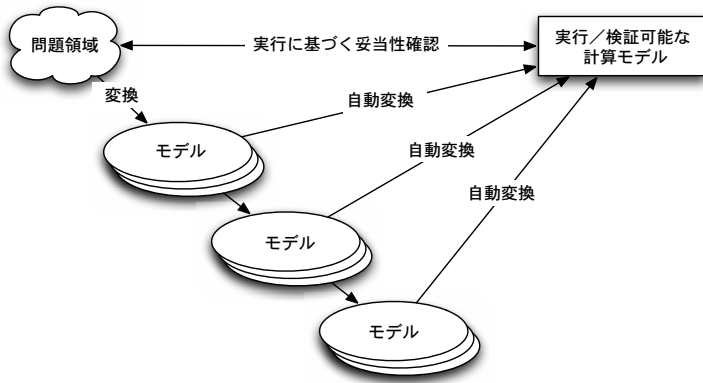 問題領域
実行に基づく妥当性確認
実行／検証可能な
計算モデル
変換
自動変換
モデル
自動変換
自動変換
モデル
モデル